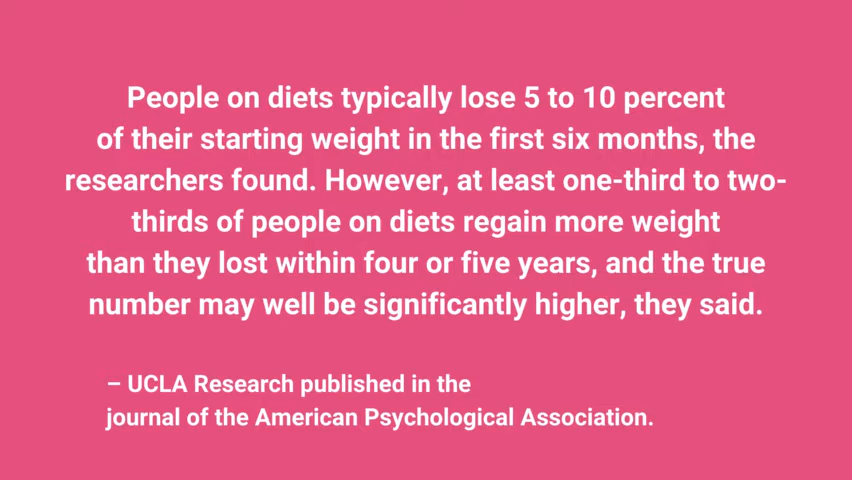 People on diets typically lose 5 to 10 percent
of their starting weight in the first six months, the
researchers found. However, at least one-third to two-
thirds of people on diets regain more weight
than they lost within four or five years, and the true
number may well be significantly higher, they said.
– UCLA Research published in the
journal of the American Psychological Association.